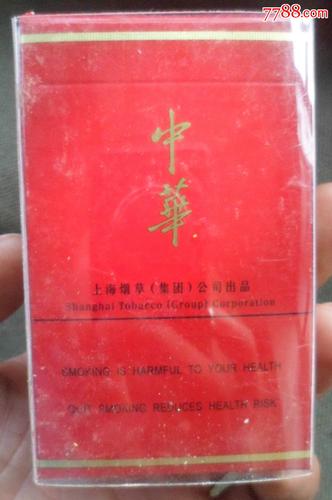 7788.com
中華
上海烟草(集团)公司出品
Shanghai Tobacco (Group) Corporation
SMOKING IS HARMFUL TO YOUR HEALTH
QUIT SMOKING REDUCES HEALTH RISK